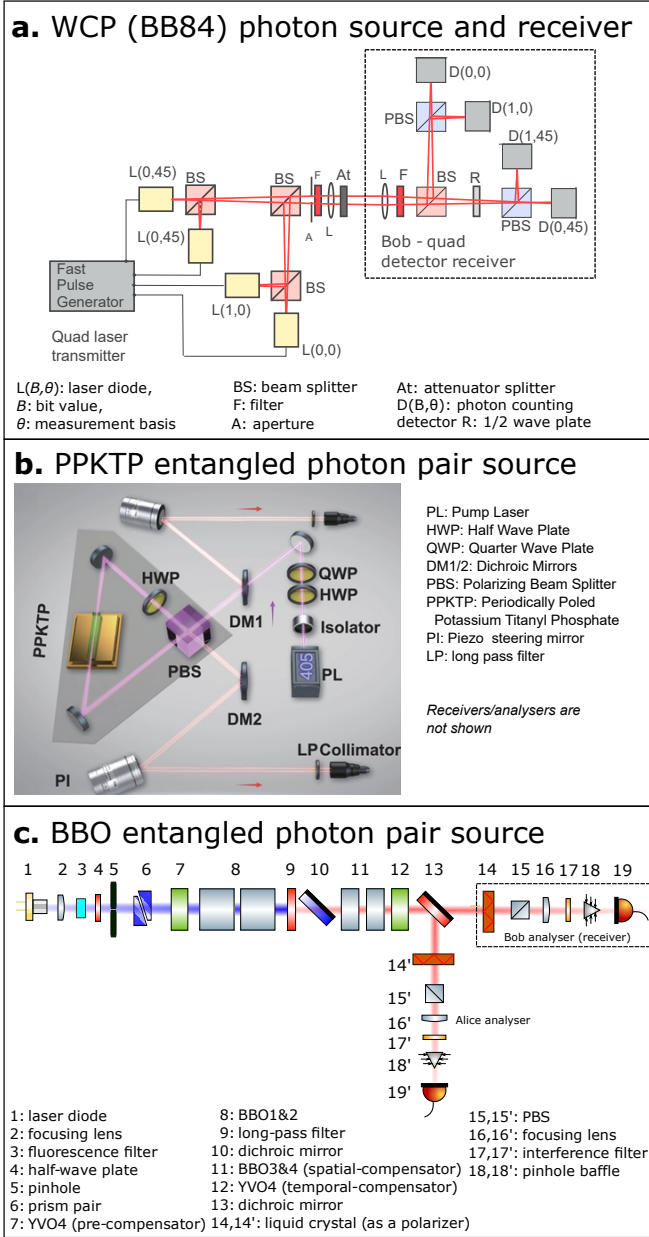 a. WCP (BB84) photon source and receiver
D(0,0)
PBS
D(1,0)
D(1,45)
L(0,45)
BS
BS
F
At
L
F
BS
R
A
L
PBS
D(0,45)
L(0,45)
Bob - quad
detector receiver
Fast
Pulse
Generator
BS
L(1,0)
Quad laser
transmitter
L(0,0)
L(B,θ): laser diode,
B: bit value,
θ: measurement basis
BS: beam splitter
F: filter
A: aperture
At: attenuator splitter
D(B,θ): photon counting
detector R: 1/2 wave plate
b. PPKTP entangled photon pair source
HWP
QWP
HWP
DM1
Isolator
PPKTP
PBS
405
PL
DM2
LP Collimator
PI
PL: Pump Laser
HWP: Half Wave Plate
QWP: Quarter Wave Plate
DM1/2: Dichroic Mirrors
PBS: Polarizing Beam Splitter
PPKTP: Periodically Poled
Potassium Titanyl Phosphate
PI: Piezo steering mirror
LP: long pass filter
Receivers/analysers are
not shown
c. BBO entangled photon pair source
1 2 3 4 5 6 7 8 9 10 11 12 13 14 15 16 17 18 19
Bob analyser (receiver)
14'
15'
16'
Alice analyser
17'
18'
19'
1: laser diode
2: focusing lens
3: fluorescence filter
4: half-wave plate
5: pinhole
6: prism pair
7: YVO4 (pre-compensator)
8: BBO1&2
9: long-pass filter
10: dichroic mirror
11: BBO3&4 (spatial-compensator)
12: YVO4 (temporal-compensator)
13: dichroic mirror
14,14': liquid crystal (as a polarizer)
15,15': PBS
16,16': focusing lens
17,17': interference filter
18,18': pinhole baffle